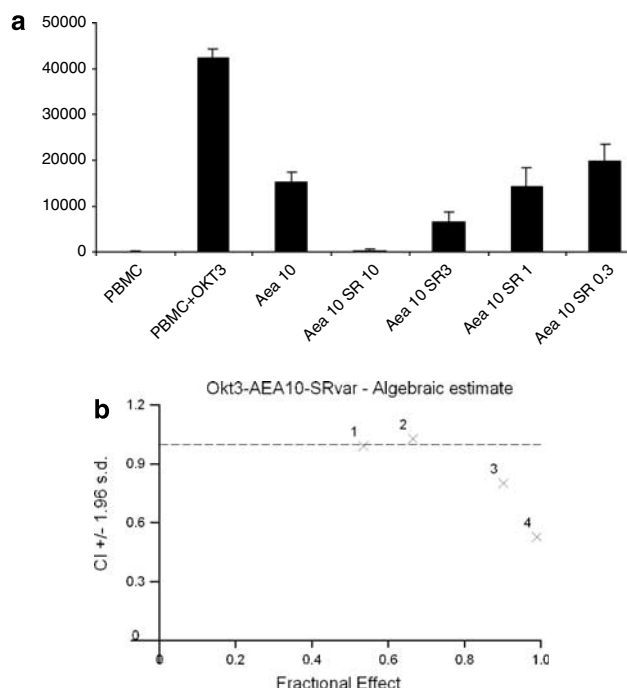 a
50000
40000
30000
20000
10000
0
PBMC
PBMC+OKT3
Aea 10
Aea 10 SR 10
Aea 10 SR3
Aea 10 SR 1
Aea 10 SR 0.3
b
Okt3-AEA10-SRvar - Algebraic estimate
CI +/- 1.96 s.d.
1.2
0.9
0.6
0.3
0
1
2
3
4
0
0.2
0.4
0.6
0.8
1.0
Fractional Effect